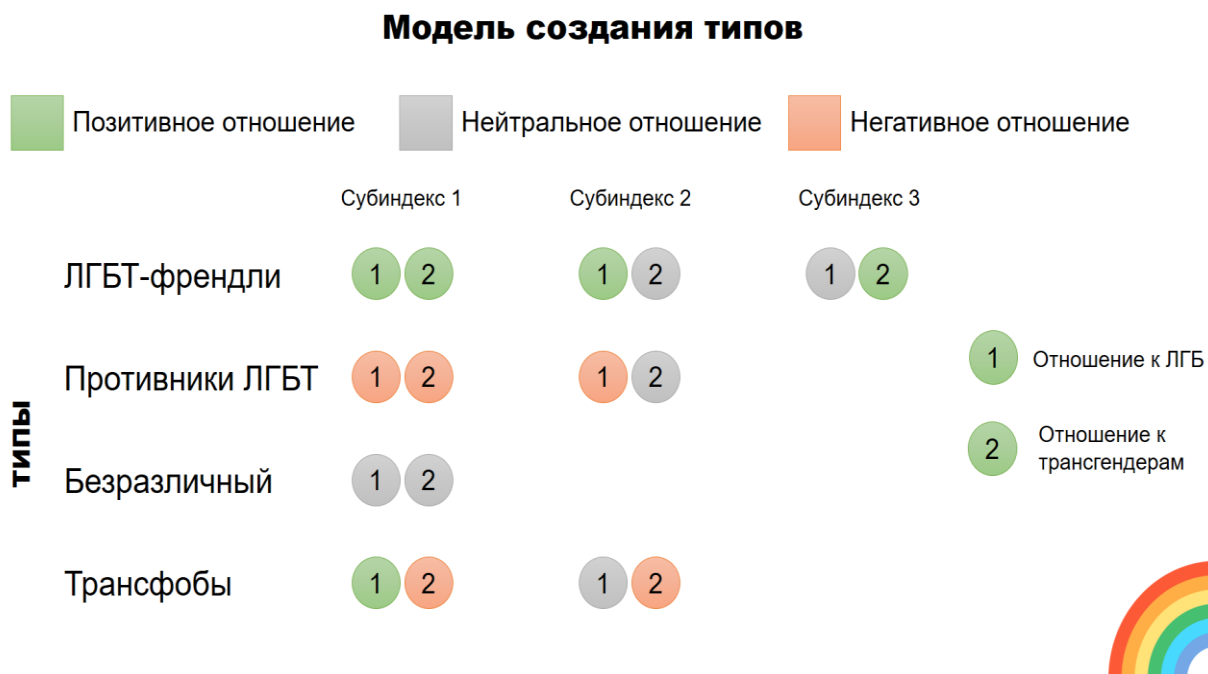 Модель создания типов
Позитивное отношение
Нейтральное отношение
Негативное отношение
Субиндекс 1
Субиндекс 2
Субиндекс 3
типы
ЛГБТ-френдли
1 2
1 2
1 2
Противники ЛГБТ
1 2
1 2
Безразличный
1 2
Трансфобы
1 2
1 2
1 Отношение к ЛГБ
2 Отношение к
трансгендерам